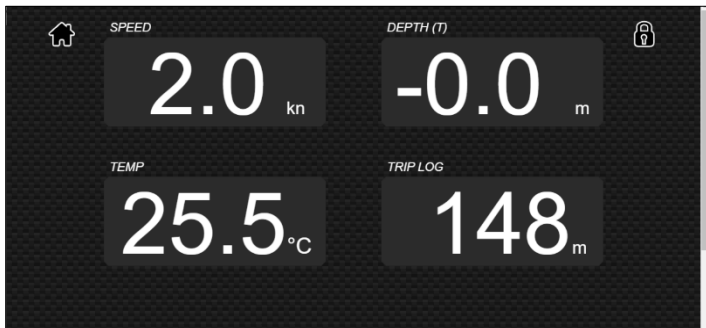 SPEED
2.0 kn
DEPTH (T)
-0.0 m
TEMP
25.5 °C
TRIP LOG
148 m